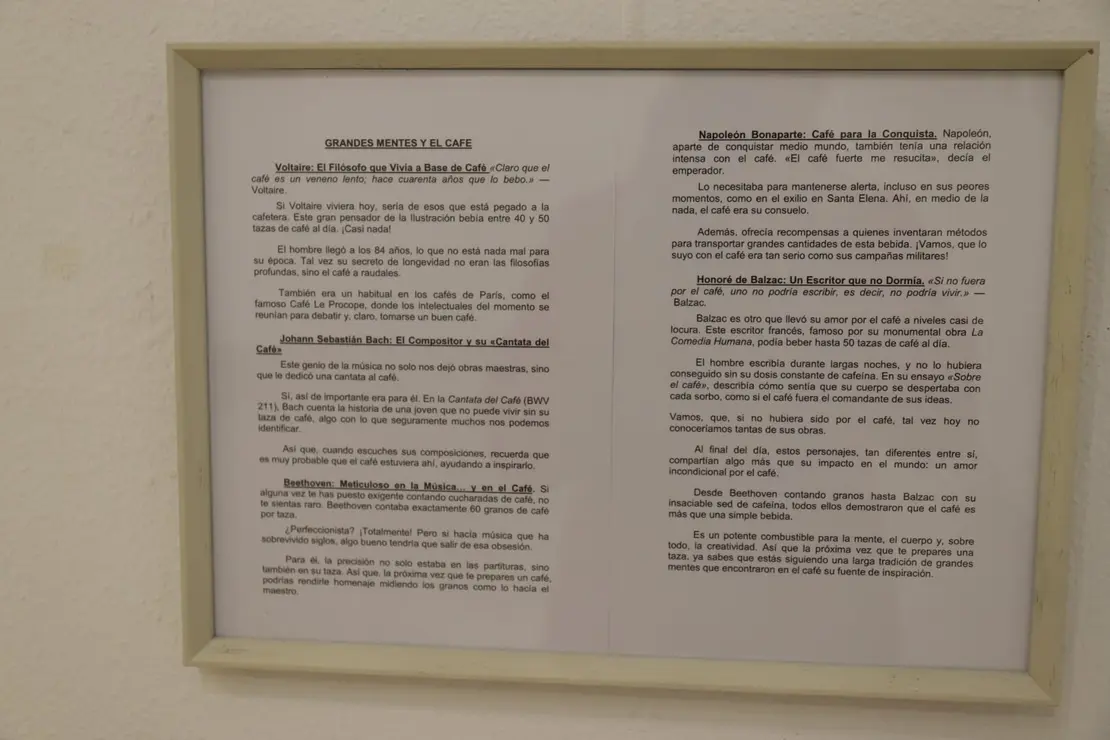 GRANDES MENTES Y EL CAFE
Voltaire: El Filósofo que Vivía a Base de Café «Claro que el
café es un veneno lento; hace cuarenta años que lo bebo.» —
Voltaire.
Si Voltaire viviera hoy, sería de esos que está pegado a la
cafetera. Este gran pensador de la Ilustración bebía entre 40 y 50
tazas de café al día. ¡Casi nada!
El hombre llegó a los 84 años, lo que no está nada mal para
su época. Tal vez su secreto de longevidad no eran las filosofías
profundas, sino el café a raudales.
También era un habitual en los cafés de París, como el
famoso Café Le Procope, donde los intelectuales del momento se
reunían para debatir y, claro, tomarse un buen café.
Johann Sebastián Bach: El Compositor y su «Cantata del
Café»
Este genio de la música no solo nos dejó obras maestras, sino
que le dedicó una cantata al café.
Sí, así de importante era para él. En la Cantata del Café (BWV
211), Bach cuenta la historia de una joven que no puede vivir sin su
taza de café, algo con lo que seguramente muchos nos podemos
identificar.
Así que, cuando escuches sus composiciones, recuerda que
es muy probable que el café estuviera ahí, ayudando a inspirarlo.
Beethoven: Meticuloso en la Música... y en el Café. Si
alguna vez te has puesto exigente contando cucharadas de café, no
te sientas raro. Beethoven contaba exactamente 60 granos de café
por taza.
¿Perfeccionista? ¡Totalmente! Pero si hacía música que ha
sobrevivido siglos, algo bueno tendría que salir de esa obsesión.
Para él, la precisión no solo estaba en las partituras, sino
también en su taza. Así que, la próxima vez que te prepares un café,
podrías rendirle homenaje midiendo los granos como lo hacía el
maestro.
Napoleón Bonaparte: Café para la Conquista. Napoleón,
aparte de conquistar medio mundo, también tenía una relación
intensa con el café. «El café fuerte me resucita», decía el
emperador.
Lo necesitaba para mantenerse alerta, incluso en sus peores
momentos, como en el exilio en Santa Elena. Ahí, en medio de la
nada, el café era su consuelo.
Además, ofrecía recompensas a quienes inventaran métodos
para transportar grandes cantidades de esta bebida. ¡Vamos, que lo
suyo con el café era tan serio como sus campañas militares!
Honoré de Balzac: Un Escritor que no Dormía. «Si no fuera
por el café, uno no podría escribir, es decir, no podría vivir.» —
Balzac.
Balzac es otro que llevó su amor por el café a niveles casi de
locura. Este escritor francés, famoso por su monumental obra La
Comedia Humana, podía beber hasta 50 tazas de café al día.
El hombre escribía durante largas noches, y no lo hubiera
conseguido sin su dosis constante de cafeína. En su ensayo «Sobre
el café», describía cómo sentía que su cuerpo se despertaba con
cada sorbo, como si el café fuera el comandante de sus ideas.
Vamos, que, si no hubiera sido por el café, tal vez hoy no
conoceríamos tantas de sus obras.
Al final del día, estos personajes, tan diferentes entre sí,
compartían algo más que su impacto en el mundo: un amor
incondicional por el café.
Desde Beethoven contando granos hasta Balzac con su
insaciable sed de cafeína, todos ellos demostraron que el café es
más que una simple bebida.
Es un potente combustible para la mente, el cuerpo y, sobre
todo, la creatividad. Así que la próxima vez que te prepares una
taza, ya sabes que estás siguiendo una larga tradición de grandes
mentes que encontraron en el café su fuente de inspiración.